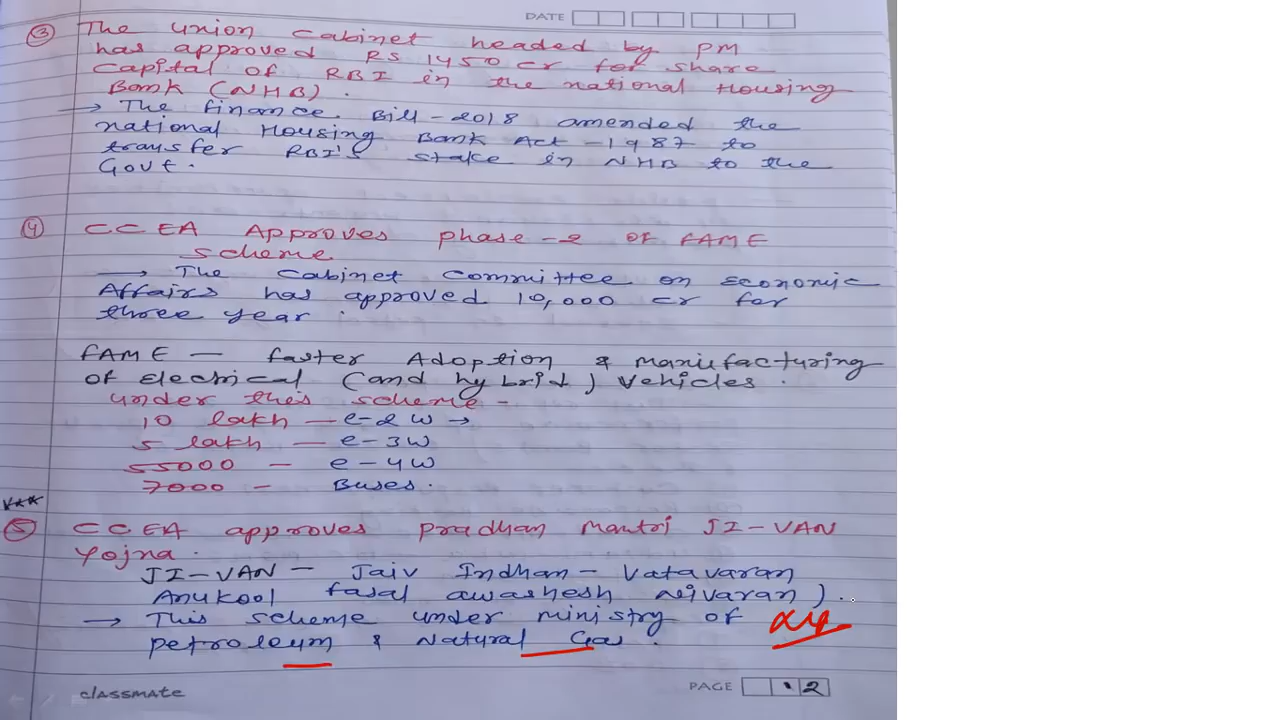 DATE
③ The union cabinet headed by PM
has approved RS 1450 cr for share
capital of RBI in the national Housing
Bank (NHB).
→ The finance Bill-2018 amended the
national Housing Bank Act -1987 to
transfer RBI's stake in NHB to the
Govt.
④ CCEA Approves phase-2 OF FAME
scheme
→ The cabinet committee on economic
Affairs has approved 10,000 cr for
three year.
FAME — faster Adoption & manufacturing
of electrical (and hybrid) vehicles.
under this scheme -
10 lakh — e-2w →
5 lakh — e-3w
55000 — e-4w
7000 - Buses.
⑤ CCEA approves pradhan mantri JI-VAN
Yojna.
JI-VAN - Jaiv Indhan - Vatavaran
Anukool fasal awashesh Nivaran)..
→ This scheme under ministry of
petroleum & Natural Gas.
classmate
PAGE 2